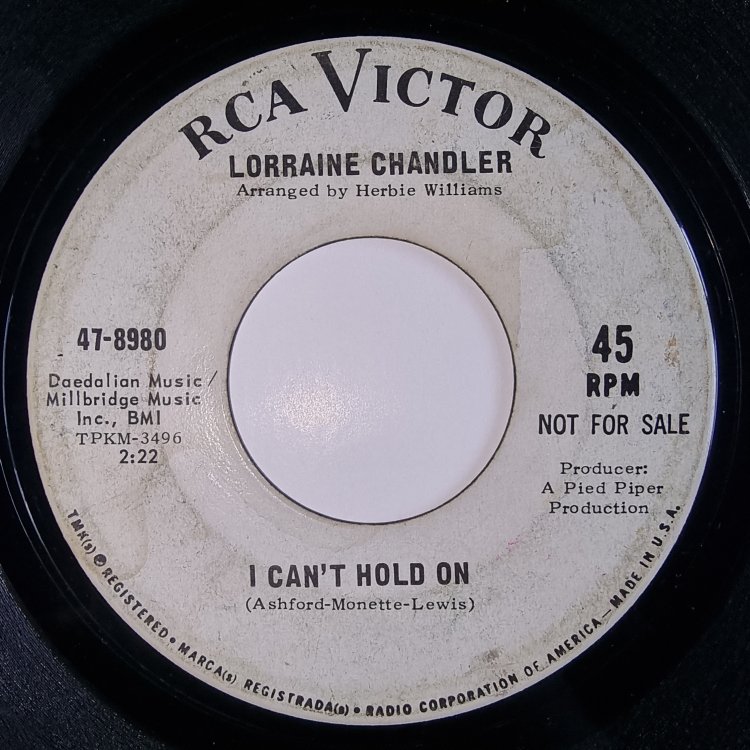 RCA VICTOR
LORRAINE CHANDLER
Arranged by Herbie Williams
47-8980
Daedalian Music/
Millbridge Music
Inc., BMI
TPKM-3496
2:22
45
RPM
NOT FOR SALE
Producer:
A Pied Piper
Production
I CAN'T HOLD ON
(Ashford-Monette-Lewis)
TMK(s) ® REGISTERED • MARCA(s) REGISTRADA(s) • RADIO CORPORATION OF AMERICA—MADE IN U.S.A.